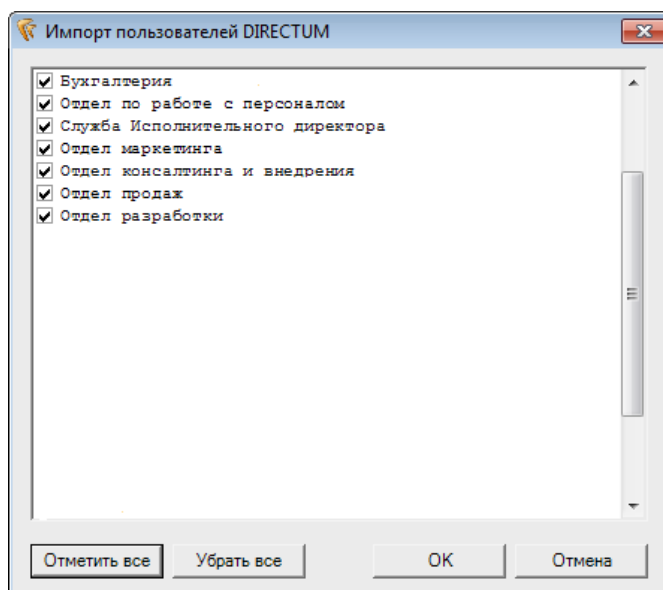 Импорт пользователей DIRECTUM
Бухгалтерия
Отдел по работе с персоналом
Служба Исполнительного директора
Отдел маркетинга
Отдел консалтинга и внедрения
Отдел продаж
Отдел разработки
Отметить все Убрать все OK Отмена